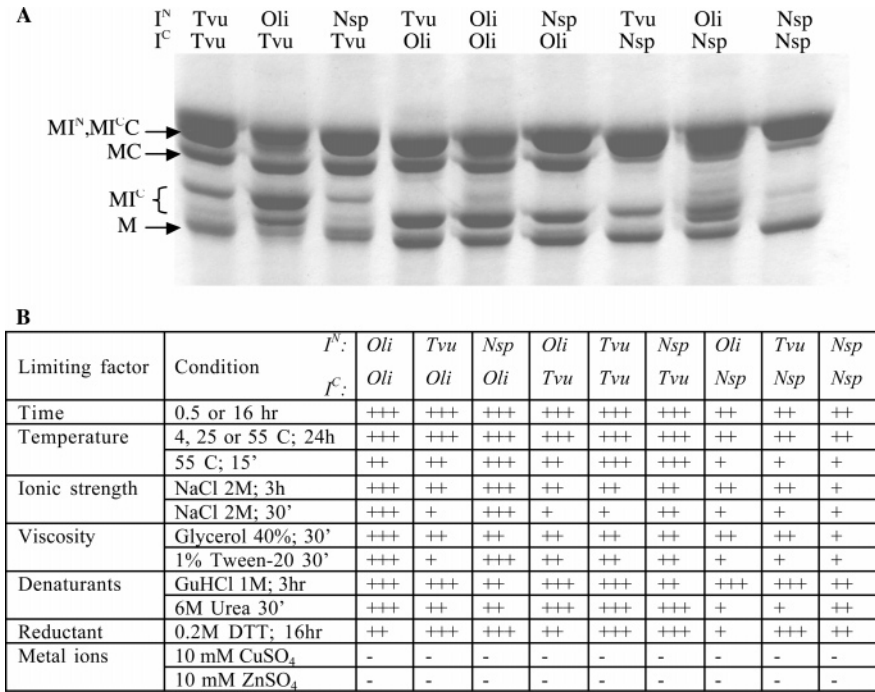 A
I^N Tvu Oli Nsp Tvu Oli Nsp Tvu Oli Nsp
I^C Tvu Tvu Tvu Oli Oli Oli Nsp Nsp Nsp
MI^N,MI^CC
MC
MI^C
M
B
Limiting factor Condition I^N: Oli Tvu Nsp Oli Tvu Nsp Oli Tvu Nsp
I^C: Oli Oli Oli Tvu Tvu Tvu Nsp Nsp Nsp
Time 0.5 or 16 hr +++ +++ +++ +++ +++ +++ ++ ++ ++
Temperature 4, 25 or 55 C; 24h +++ +++ +++ +++ +++ +++ ++ ++ ++
55 C; 15’ ++ ++ +++ ++ +++ +++ + + +
Ionic strength NaCl 2M; 3h +++ ++ +++ ++ ++ ++ ++ ++ +
NaCl 2M; 30’ +++ + +++ + + ++ + + +
Viscosity Glycerol 40%; 30’ +++ ++ +++ ++ ++ ++ ++ ++ +
1% Tween-20 30’ +++ + +++ ++ ++ ++ + + +
Denaturants GuHCl 1M; 3hr +++ +++ ++ +++ +++ ++ +++ +++ ++
6M Urea 30’ +++ ++ ++ +++ +++ +++ + + +
Reductant 0.2M DTT; 16hr ++ +++ +++ ++ +++ +++ + +++ ++
Metal ions 10 mM CuSO₄ - - - - - - - - -
10 mM ZnSO₄ - - - - - - - - -